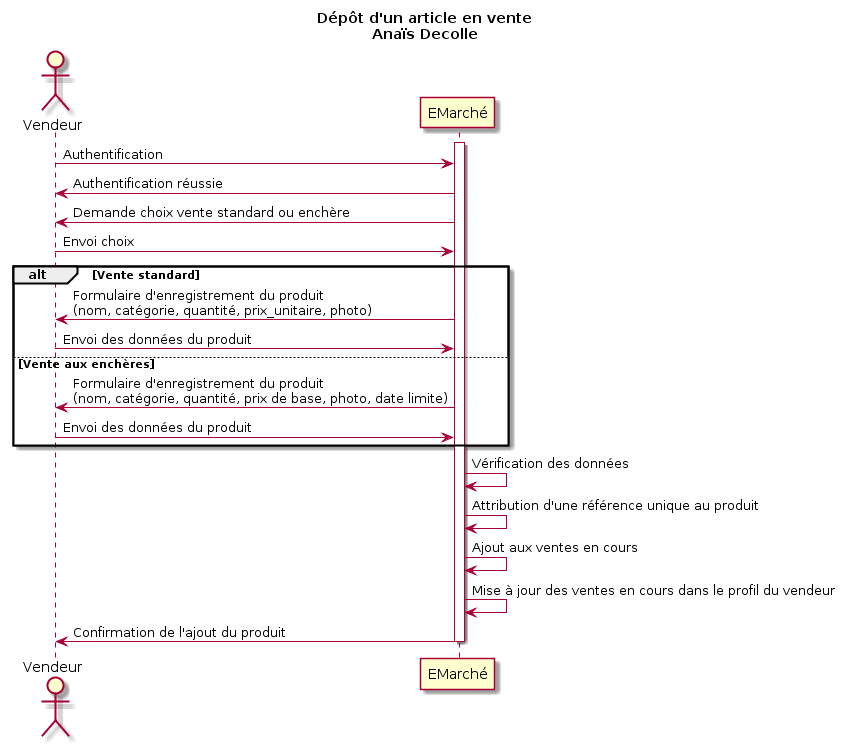 Dépôt d'un article en vente
Anaïs Decolle
Vendeur
EMarché
Authentification
Authentification réussie
Demande choix vente standard ou enchère
Envoi choix
alt [Vente standard]
Formulaire d'enregistrement du produit
(nom, catégorie, quantité, prix_unitaire, photo)
Envoi des données du produit
[Vente aux enchères]
Formulaire d'enregistrement du produit
(nom, catégorie, quantité, prix de base, photo, date limite)
Envoi des données du produit
Vérification des données
Attribution d'une référence unique au produit
Ajout aux ventes en cours
Mise à jour des ventes en cours dans le profil du vendeur
Confirmation de l'ajout du produit
Vendeur
EMarché